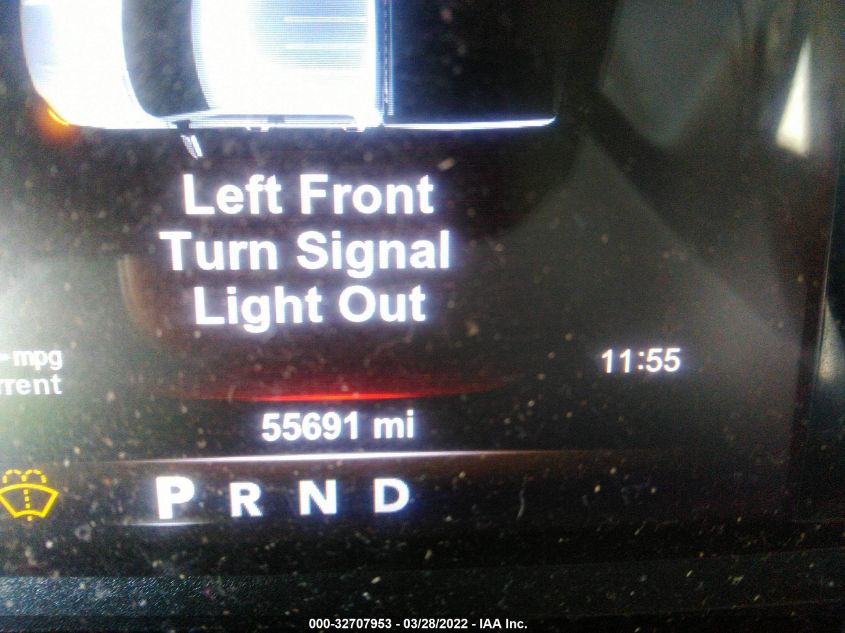 Left Front
Turn Signal
Light Out
mpg
rrent
11:55
55691 mi
P R N D
000-32707953 - 03/28/2022 - IAA Inc.